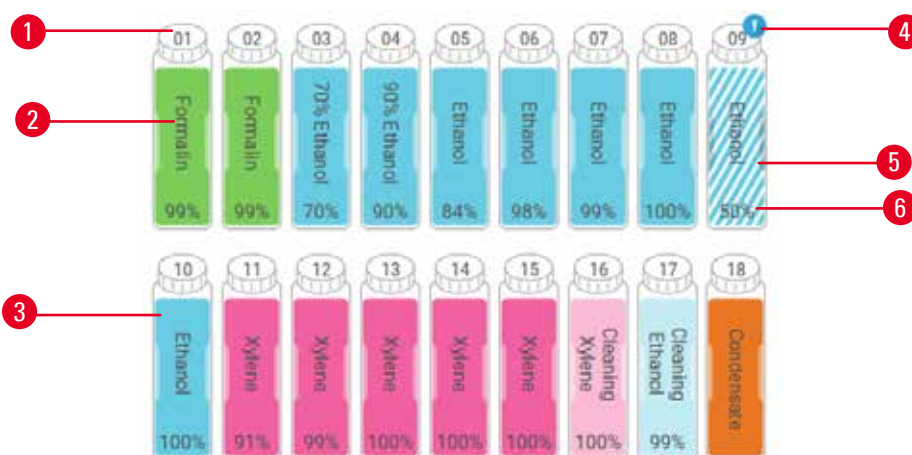 1
01 02 03 04 05 06 07 08 09 !
4
2
Formalin Formalin 70% Ethanol 90% Ethanol Ethanol Ethanol Ethanol Ethanol Ethanol
5
99% 99% 70% 90% 84% 98% 99% 100% 50%
6
10 11 12 13 14 15 16 17 18
3
Ethanol Xylene Xylene Xylene Xylene Xylene Cleaning Xylene Cleaning Ethanol Condensate
100% 91% 99% 100% 100% 100% 100% 99%